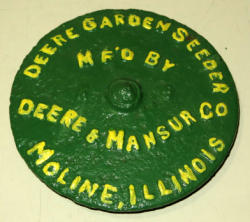 DEERE GARDEN SEEDER
MF'D BY
DEERE & MANSUR CO
MOLINE, ILLINOIS